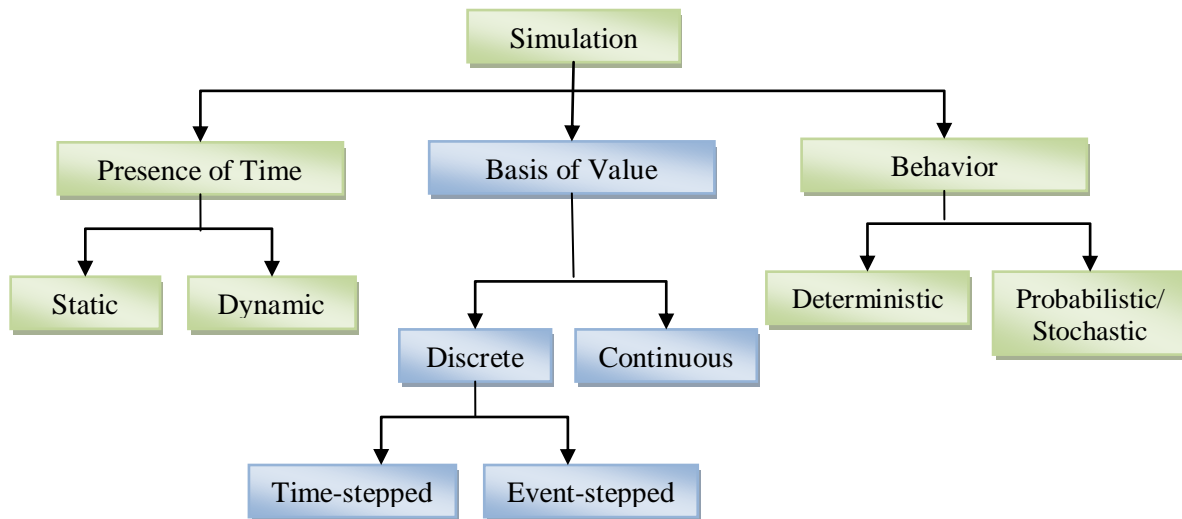 Simulation
Presence of Time
Basis of Value
Behavior
Static
Dynamic
Deterministic
Probabilistic/
Stochastic
Discrete
Continuous
Time-stepped
Event-stepped